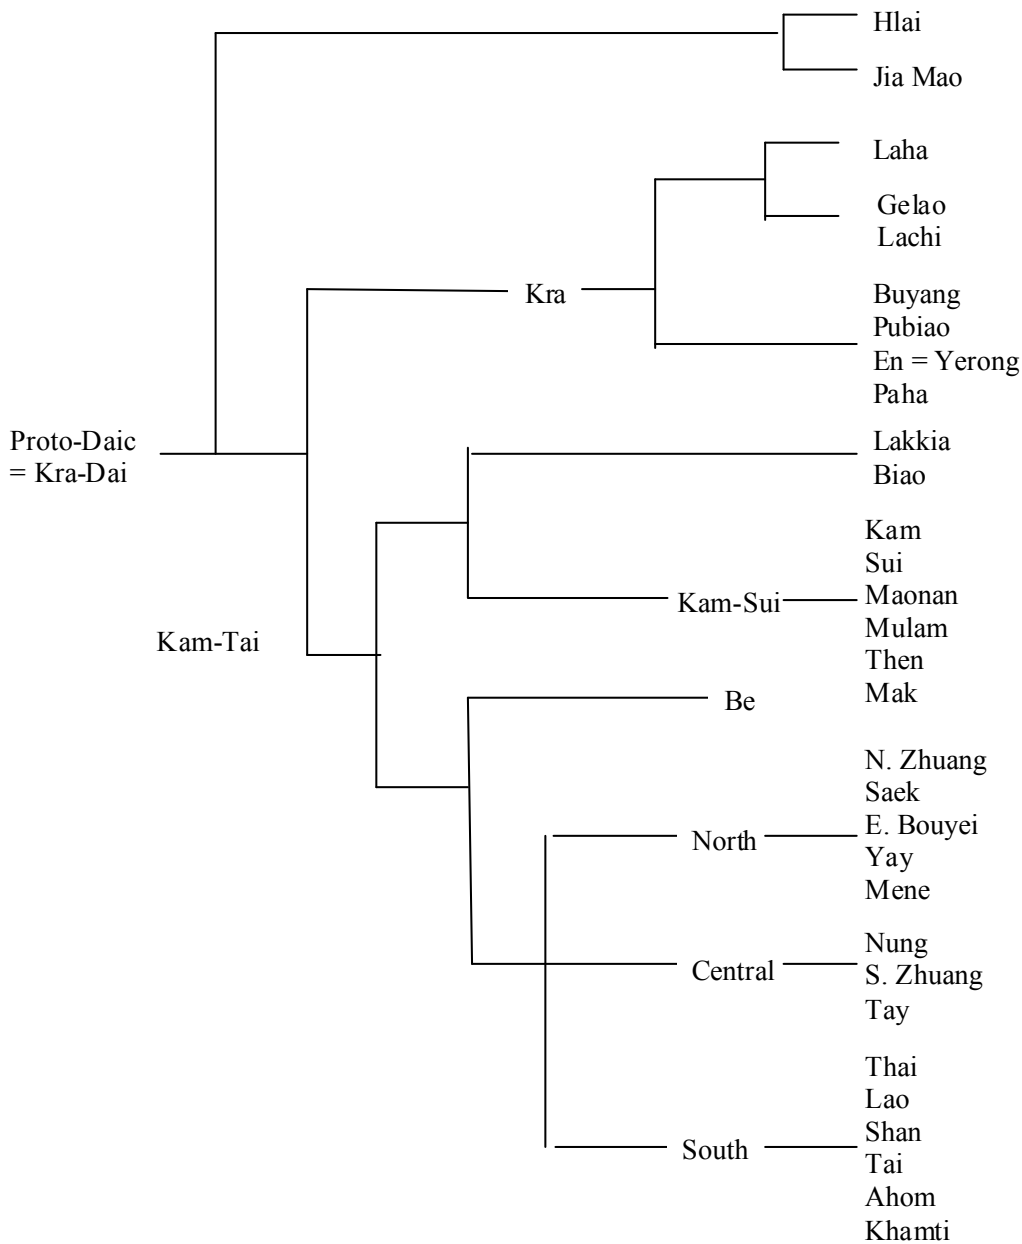 Hlai
Jia Mao
Laha
Gelao
Lachi
Kra
Buyang
Pubiao
En = Yerong
Paha
Proto-Daic
= Kra-Dai
Lakkia
Biao
Kam
Sui
Kam-Sui
Maonan
Mulam
Then
Mak
Kam-Tai
Be
N. Zhuang
Saek
E. Bouyei
North
Yay
Mene
Nung
Central
S. Zhuang
Tay
Thai
Lao
Shan
South
Tai
Ahom
Khamti